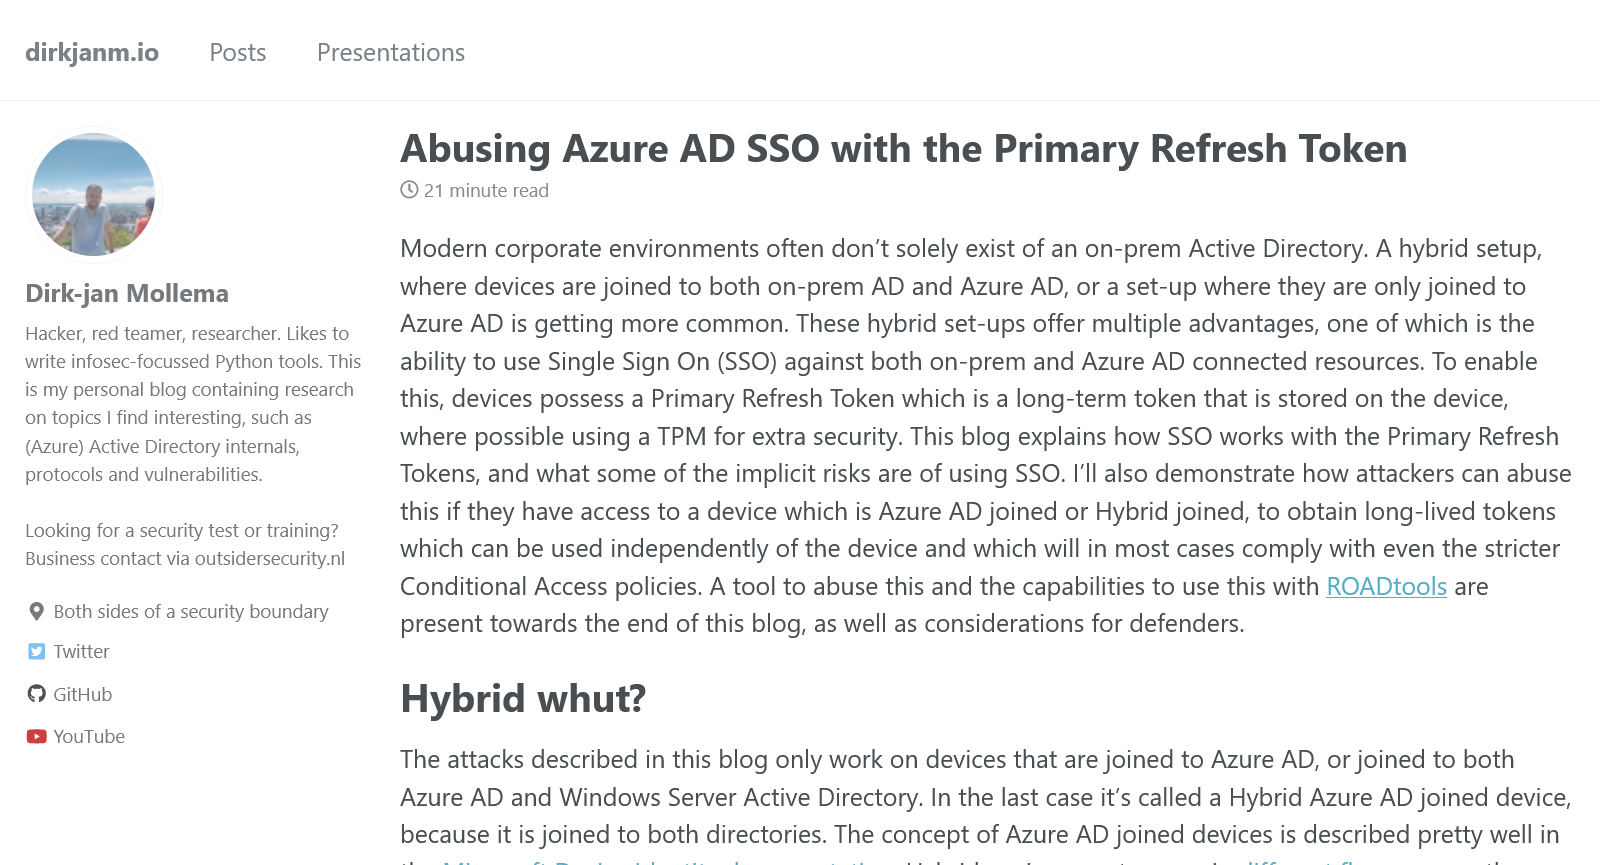 dirkjanm.io
Posts
Presentations
Dirk-jan Mollema
Hacker, red teamer, researcher. Likes to
write infosec-focussed Python tools. This
is my personal blog containing research
on topics I find interesting, such as
(Azure) Active Directory internals,
protocols and vulnerabilities.
Looking for a security test or training?
Business contact via outsidersecurity.nl
Both sides of a security boundary
Twitter
GitHub
YouTube
Abusing Azure AD SSO with the Primary Refresh Token
21 minute read
Modern corporate environments often don’t solely exist of an on-prem Active Directory. A hybrid setup,
where devices are joined to both on-prem AD and Azure AD, or a set-up where they are only joined to
Azure AD is getting more common. These hybrid set-ups offer multiple advantages, one of which is the
ability to use Single Sign On (SSO) against both on-prem and Azure AD connected resources. To enable
this, devices possess a Primary Refresh Token which is a long-term token that is stored on the device,
where possible using a TPM for extra security. This blog explains how SSO works with the Primary Refresh
Tokens, and what some of the implicit risks are of using SSO. I’ll also demonstrate how attackers can abuse
this if they have access to a device which is Azure AD joined or Hybrid joined, to obtain long-lived tokens
which can be used independently of the device and which will in most cases comply with even the stricter
Conditional Access policies. A tool to abuse this and the capabilities to use this with ROADtools are
present towards the end of this blog, as well as considerations for defenders.
Hybrid whut?
The attacks described in this blog only work on devices that are joined to Azure AD, or joined to both
Azure AD and Windows Server Active Directory. In the last case it’s called a Hybrid Azure AD joined device,
because it is joined to both directories. The concept of Azure AD joined devices is described pretty well in